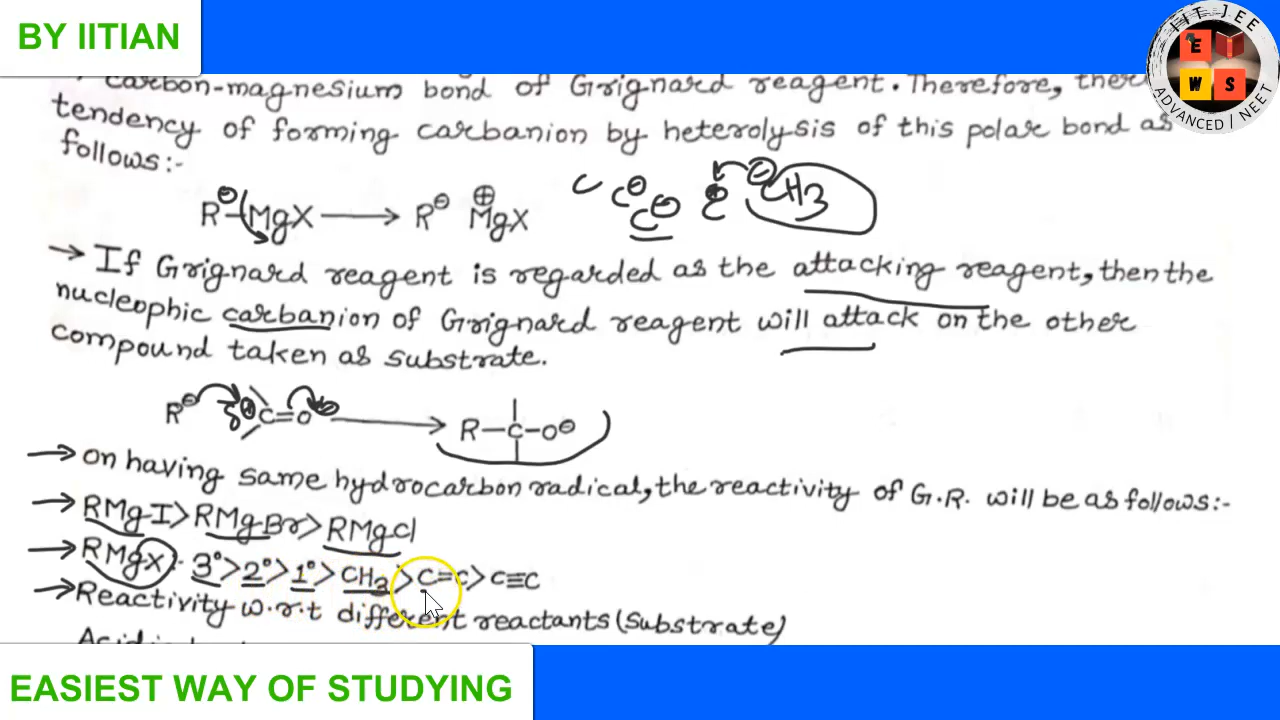 BY IITIAN
IIT JEE
E
W S
ADVANCED | NEET
carbon-magnesium bond of Grignard reagent. Therefore, ther
tendency of forming carbanion by heterolysis of this polar bond as
follows:-
R-MgX → R⊖ ⊕MgX
C C⊖ C⊖ C ⊖CH3
→ If Grignard reagent is regarded as the attacking reagent, then the
nucleophic carbanion of Grignard reagent will attack on the other
compound taken as substrate.
R⊖ δ⊕ C=O → R-C-O⊖
→ on having same hydrocarbon radical, the reactivity of G.R. will be as follows:-
→ RMgI > RMgBr > RMgCl
→ RMgX: 3° > 2° > 1° > CH3 > C=C > C≡C
→ Reactivity w.r.t different reactants (Substrate)
EASIEST WAY OF STUDYING